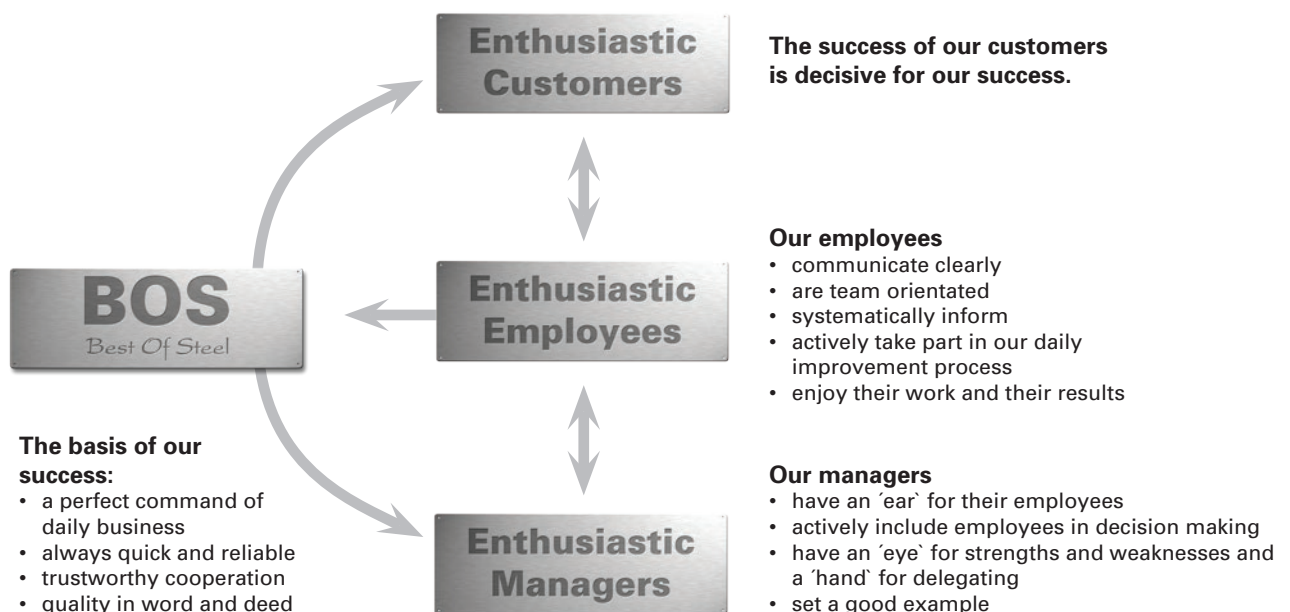 Enthusiastic
Customers
The success of our customers
is decisive for our success.
BOS
Best Of Steel
Enthusiastic
Employees
Our employees
• communicate clearly
• are team orientated
• systematically inform
• actively take part in our daily
improvement process
• enjoy their work and their results
The basis of our
success:
• a perfect command of
daily business
• always quick and reliable
• trustworthy cooperation
• quality in word and deed
Enthusiastic
Managers
Our managers
• have an ´ear` for their employees
• actively include employees in decision making
• have an ´eye` for strengths and weaknesses and
a ´hand` for delegating
• set a good example